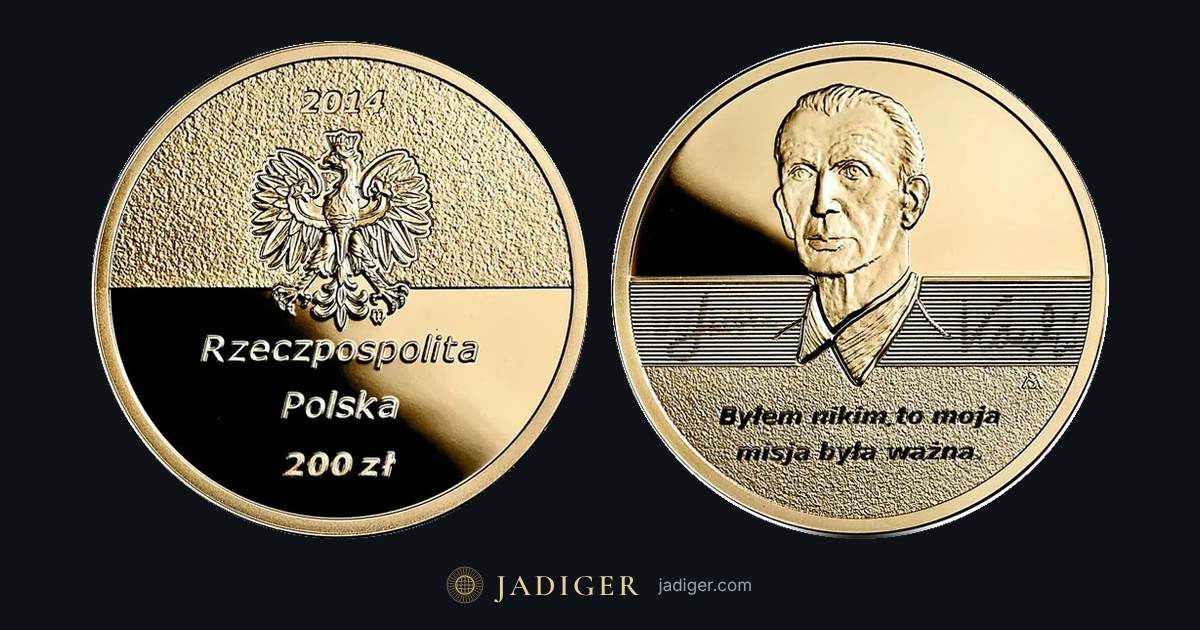 2014
Rzeczpospolita
Polska
200 zł
Byłem nikim, to moja
misja była ważna.
JADIGER
jadiger.com